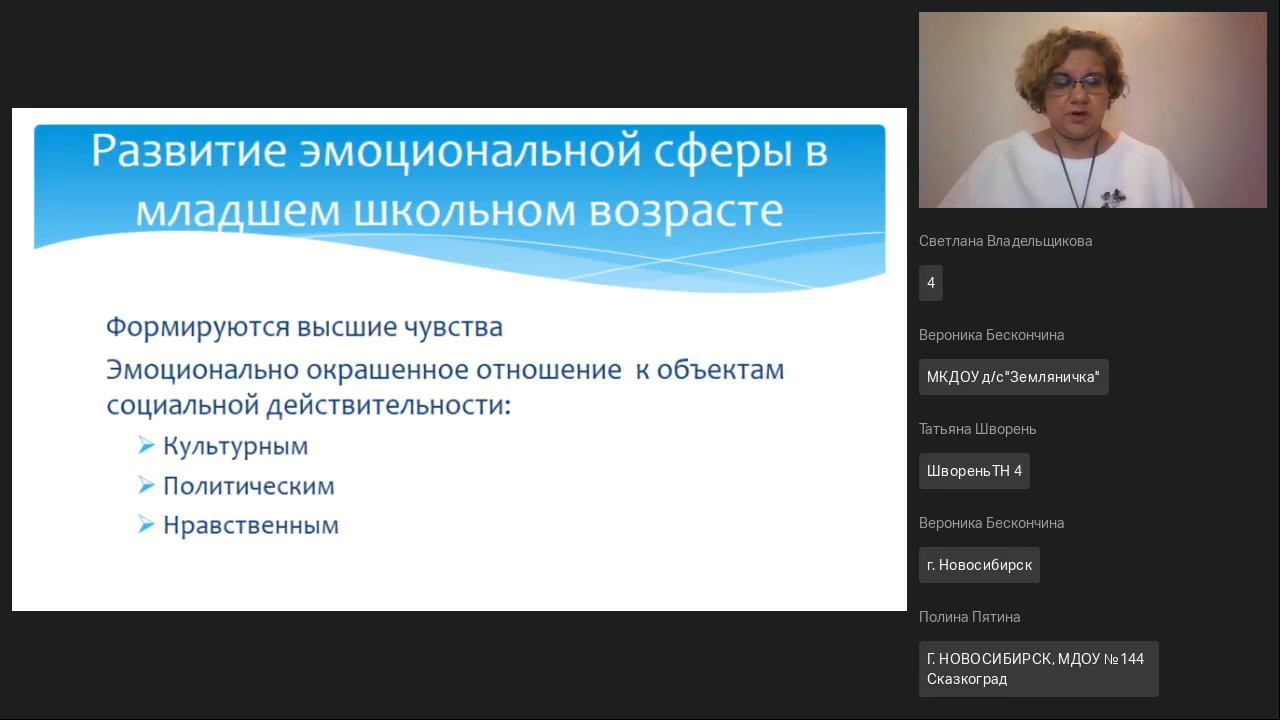 Развитие эмоциональной сферы в
младшем школьном возрасте
Формируются высшие чувства
Эмоционально окрашенное отношение к объектам
социальной действительности:
Культурным
Политическим
Нравственным
Светлана Владельщикова
4
Вероника Бескончина
МКДОУ д/с"Земляничка"
Татьяна Шворень
ШвореньТН 4
Вероника Бескончина
г. Новосибирск
Полина Пятина
Г. НОВОСИБИРСК, МДОУ №144
Сказкоград